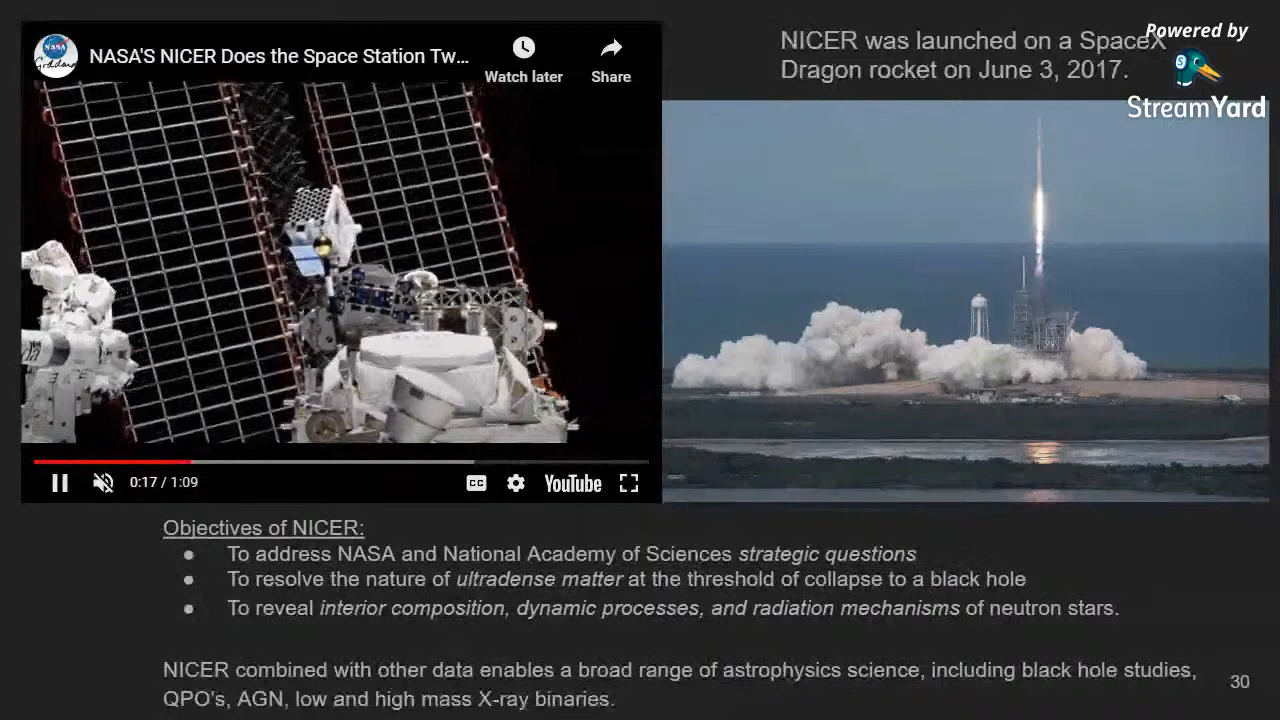 NASA
Goddard
NASA'S NICER Does the Space Station Tw...
Watch later
Share
NICER was launched on a SpaceX
Dragon rocket on June 3, 2017.
Powered by
S
StreamYard
da
0:17 / 1:09
CC
YouTube
Objectives of NICER:
● To address NASA and National Academy of Sciences strategic questions
● To resolve the nature of ultradense matter at the threshold of collapse to a black hole
● To reveal interior composition, dynamic processes, and radiation mechanisms of neutron stars.
NICER combined with other data enables a broad range of astrophysics science, including black hole studies,
QPO's, AGN, low and high mass X-ray binaries.
30